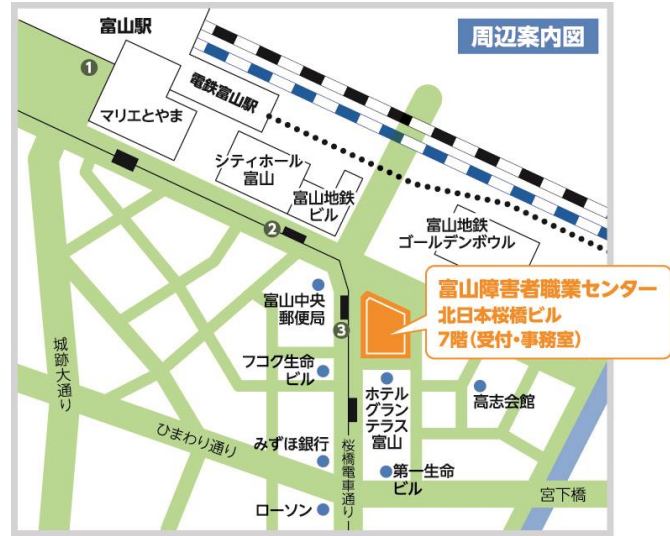 富山駅
周辺案内図
❶
電鉄富山駅
マリエとやま
シティホール
富山
富山地鉄
ビル
富山地鉄
ゴールデンボウル
❷
富山中央
郵便局
❸
富山障害者職業センター
北日本桜橋ビル
7階(受付・事務室)
城跡大通り
フコク生命
ビル
ホテル
グラン
テラス
富山
高志会館
ひまわり通り
みずほ銀行
桜橋電車通り
第一生命
ビル
宮下橋
ローソン